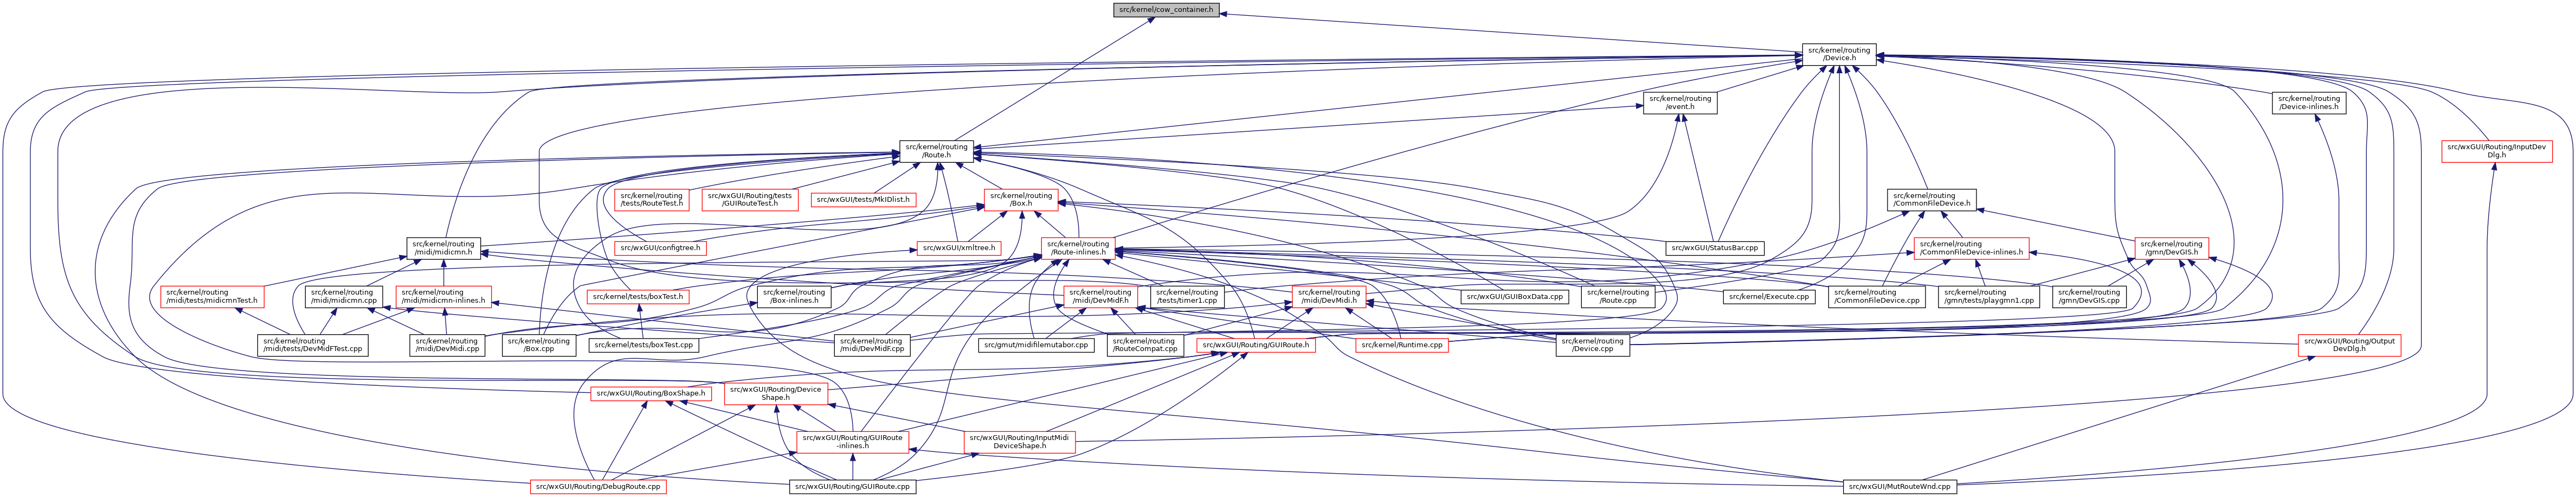 src/kernel/cow_container.h
src/kernel/routing
/Device.h
src/kernel/routing
/event.h
src/kernel/routing
/Device-inlines.h
src/kernel/routing
/Route.h
src/wxGUI/Routing/InputDev
Dlg.h
src/kernel/routing
/tests/RouteTest.h
src/wxGUI/Routing/tests
/GUIRouteTest.h
src/wxGUI/tests/MkIDlist.h
src/kernel/routing
/Box.h
src/kernel/routing
/CommonFileDevice.h
src/kernel/routing
/midi/midicmn.h
src/wxGUI/configtree.h
src/wxGUI/xmltree.h
src/kernel/routing
/Route-inlines.h
src/wxGUI/StatusBar.cpp
src/kernel/routing
/CommonFileDevice-inlines.h
src/kernel/routing
/gmn/DevGIS.h
src/kernel/routing
/midi/tests/midicmnTest.h
src/kernel/routing
/midi/midicmn.cpp
src/kernel/routing
/midi/midicmn-inlines.h
src/kernel/tests/boxTest.h
src/kernel/routing
/Box-inlines.h
src/kernel/routing
/midi/DevMidF.h
src/kernel/routing
/tests/timer1.cpp
src/kernel/routing
/midi/DevMidi.h
src/wxGUI/GUIBoxData.cpp
src/kernel/routing
/Route.cpp
src/kernel/Execute.cpp
src/kernel/routing
/CommonFileDevice.cpp
src/kernel/routing
/gmn/tests/playgmn1.cpp
src/kernel/routing
/gmn/DevGIS.cpp
src/kernel/routing
/midi/tests/DevMidFTest.cpp
src/kernel/routing
/midi/DevMidi.cpp
src/kernel/routing
/Box.cpp
src/kernel/tests/boxTest.cpp
src/kernel/routing
/midi/DevMidF.cpp
src/gmut/midifilemutabor.cpp
src/kernel/routing
/RouteCompat.cpp
src/wxGUI/Routing/GUIRoute.h
src/kernel/Runtime.cpp
src/kernel/routing
/Device.cpp
src/wxGUI/Routing/Output
DevDlg.h
src/wxGUI/Routing/BoxShape.h
src/wxGUI/Routing/Device
Shape.h
src/wxGUI/Routing/GUIRoute
-inlines.h
src/wxGUI/Routing/InputMidi
DeviceShape.h
src/wxGUI/Routing/DebugRoute.cpp
src/wxGUI/Routing/GUIRoute.cpp
src/wxGUI/MutRouteWnd.cpp